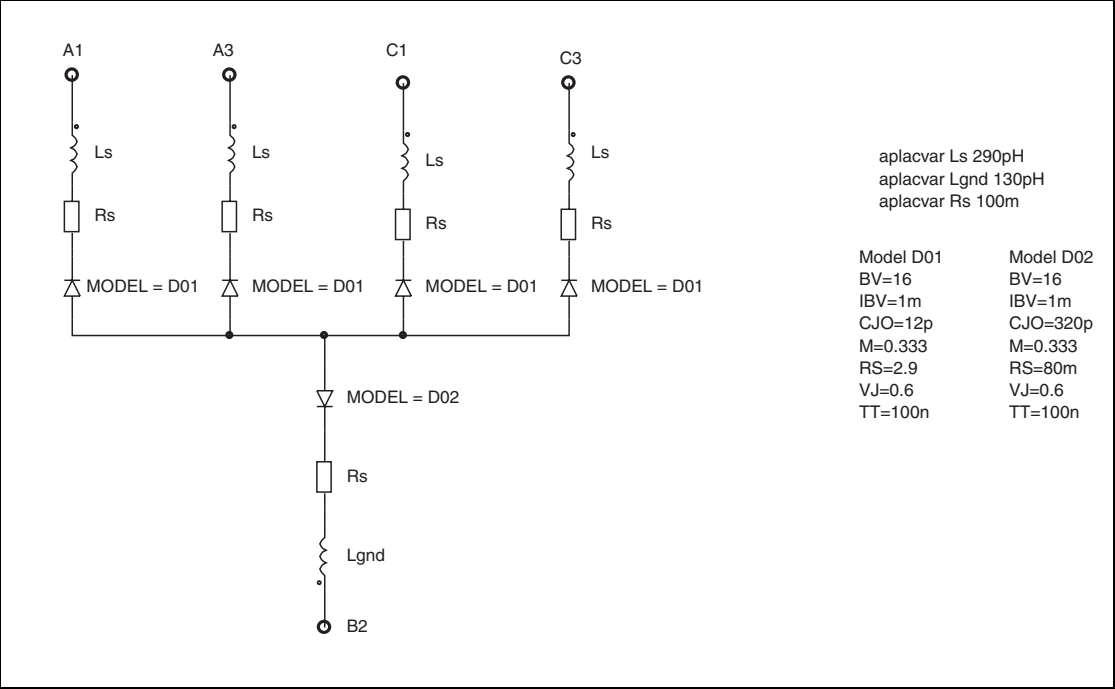 A1 A3 C1 C3
Ls Ls Ls Ls
Rs Rs Rs Rs
MODEL = D01 MODEL = D01 MODEL = D01 MODEL = D01
MODEL = D02
Rs
Lgnd
B2
aplacvar Ls 290pH
aplacvar Lgnd 130pH
aplacvar Rs 100m
Model D01 Model D02
BV=16 BV=16
IBV=1m IBV=1m
CJO=12p CJO=320p
M=0.333 M=0.333
RS=2.9 RS=80m
VJ=0.6 VJ=0.6
TT=100n TT=100n